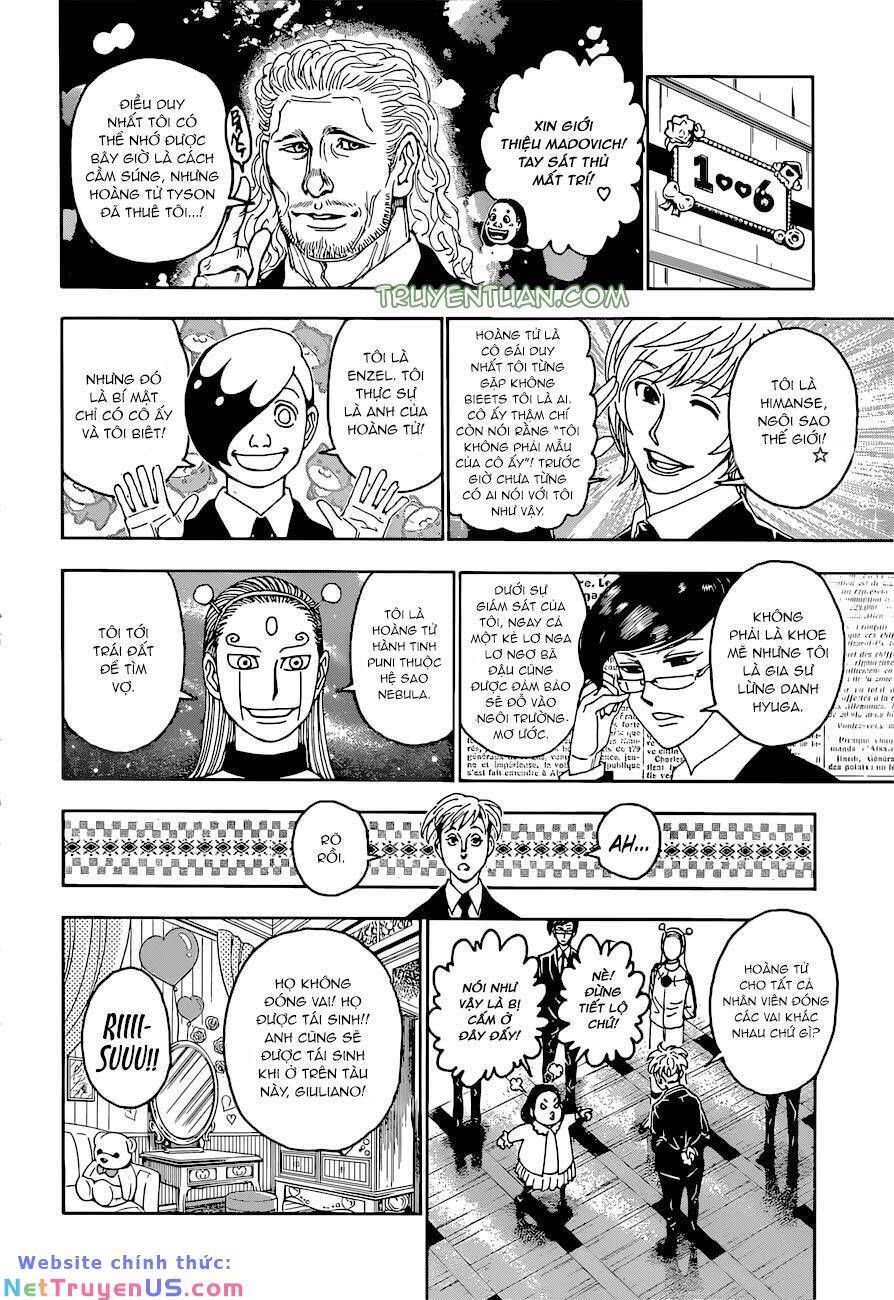 1006
XIN GIỚI
THIỆU MADOVICH!
TAY SÁT THỦ
MẤT TRÍ! ♡
ĐIỀU DUY
NHẤT TÔI CÓ
THỂ NHỚ ĐƯỢC
BÂY GIỜ LÀ CÁCH
CẦM SÚNG, NHƯNG
HOÀNG TỬ TYSON
ĐÃ THUÊ TÔI...!
TRUYENTUAN.COM
TÔI LÀ
HIMANSE,
NGÔI SAO
THẾ GIỚI!
☆
HOÀNG TỬ LÀ
CÔ GÁI DUY
NHẤT TÔI TỪNG
GẶP KHÔNG
BIEETS TÔI LÀ AI.
CÔ ẤY THẬM CHÍ
CÒN NÓI RẰNG “TÔI
KHÔNG PHẢI MẪU
CỦA CÔ ẤY”! TRƯỚC
GIỜ CHƯA TỪNG
CÓ AI NÓI VỚI TÔI
NHƯ VẬY.
TÔI LÀ
ENZEL. TÔI
THỰC SỰ
LÀ ANH CỦA
HOÀNG TỬ!
NHƯNG ĐÓ
LÀ BÍ MẬT
CHỈ CÓ CÔ ẤY
VÀ TÔI BIẾT!
KHÔNG
PHẢI LÀ KHOE
MẼ NHƯNG TÔI
LÀ GIA SƯ
LỪNG DANH
HYUGA.
DƯỚI SỰ
GIÁM SÁT CỦA
TÔI, NGAY CẢ
MỘT KẺ LƠ NGA
LƠ NGƠ BÃ
ĐẬU CŨNG
ĐƯỢC ĐẢM BẢO
SẼ ĐỖ VÀO
NGÔI TRƯỜNG.
MƠ ƯỚC.
TÔI LÀ
HOÀNG TỬ
HÀNH TINH
PUNI THUỘC
HỆ SAO
NEBULA.
TÔI TỚI
TRÁI ĐẤT
ĐỂ TÌM
VỢ.
AH...
RÕ
RỒI.
HOÀNG TỬ
CHO TẤT CẢ
NHÂN VIÊN ĐÓNG
CÁC VAI KHÁC
NHAU CHỨ GÌ?
NÈ!
ĐỪNG
TIẾT LỘ
CHỨ!
NÓI NHƯ
VẬY LÀ BỊ
CẤM Ở
ĐÂY ĐẤY!
HỌ KHÔNG
ĐÓNG VAI! HỌ
ĐƯỢC TÁI SINH!!
ANH CŨNG SẼ
ĐƯỢC TÁI SINH
KHI Ở TRÊN TÀU
NÀY, GIULIANO!
RIIII-
SUUU!!
Website chính thức:
NetTruyenUS.com